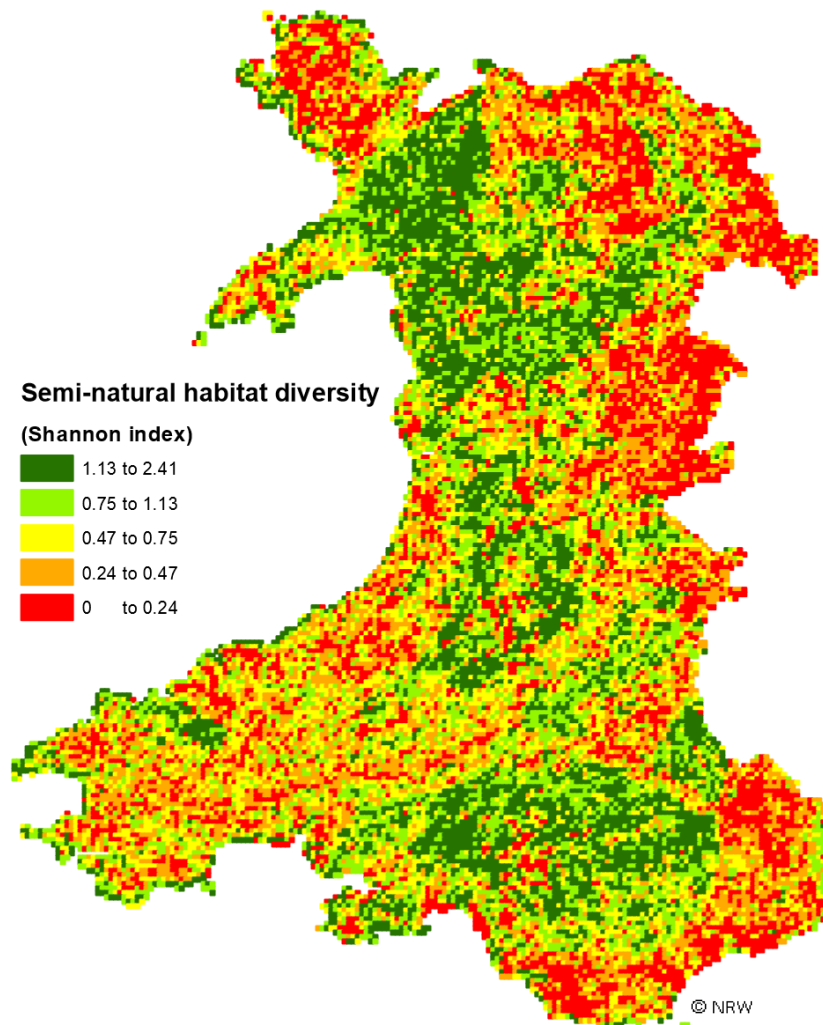 Semi-natural habitat diversity
(Shannon index)
1.13 to 2.41
0.75 to 1.13
0.47 to 0.75
0.24 to 0.47
0 to 0.24
© NRW